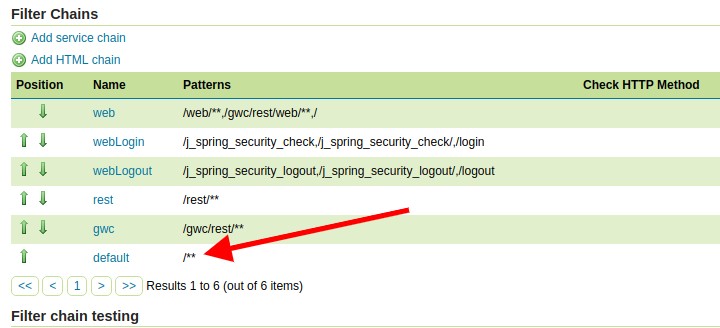 Filter Chains
Add service chain
Add HTML chain
Position Name Patterns Check HTTP Method
web /web/**,/gwc/rest/web/**,/
webLogin /j_spring_security_check,/j_spring_security_check/,/login
webLogout /j_spring_security_logout,/j_spring_security_logout/,/logout
rest /rest/**
gwc /gwc/rest/**
default /**
<< < 1 > >> Results 1 to 6 (out of 6 items)
Filter chain testing